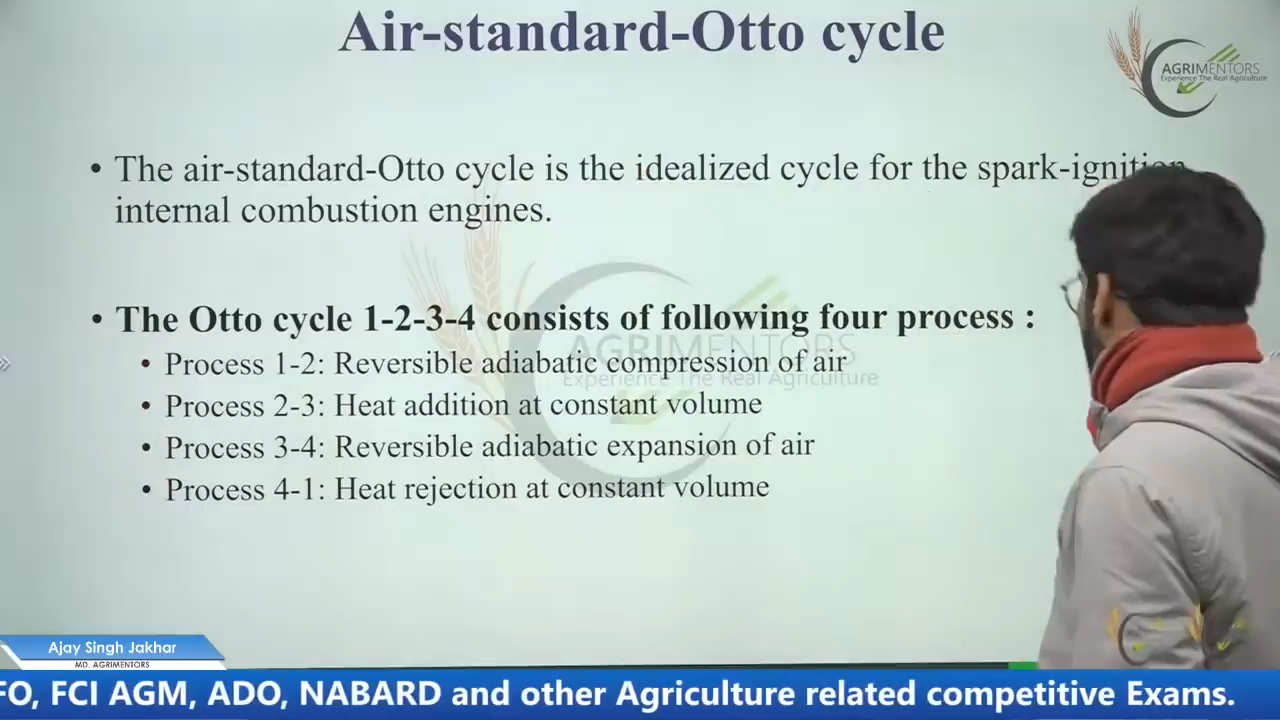 Air-standard-Otto cycle
AGRIMENTORS
Experience The Real Agriculture
• The air-standard-Otto cycle is the idealized cycle for the spark-ignition
internal combustion engines.
• The Otto cycle 1-2-3-4 consists of following four process :
AGRIMENTORS
• Process 1-2: Reversible adiabatic compression of air
Experience The Real Agriculture
• Process 2-3: Heat addition at constant volume
• Process 3-4: Reversible adiabatic expansion of air
• Process 4-1: Heat rejection at constant volume
Ajay Singh Jakhar
MD. AGRIMENTORS
FO, FCI AGM, ADO, NABARD and other Agriculture related competitive Exams.